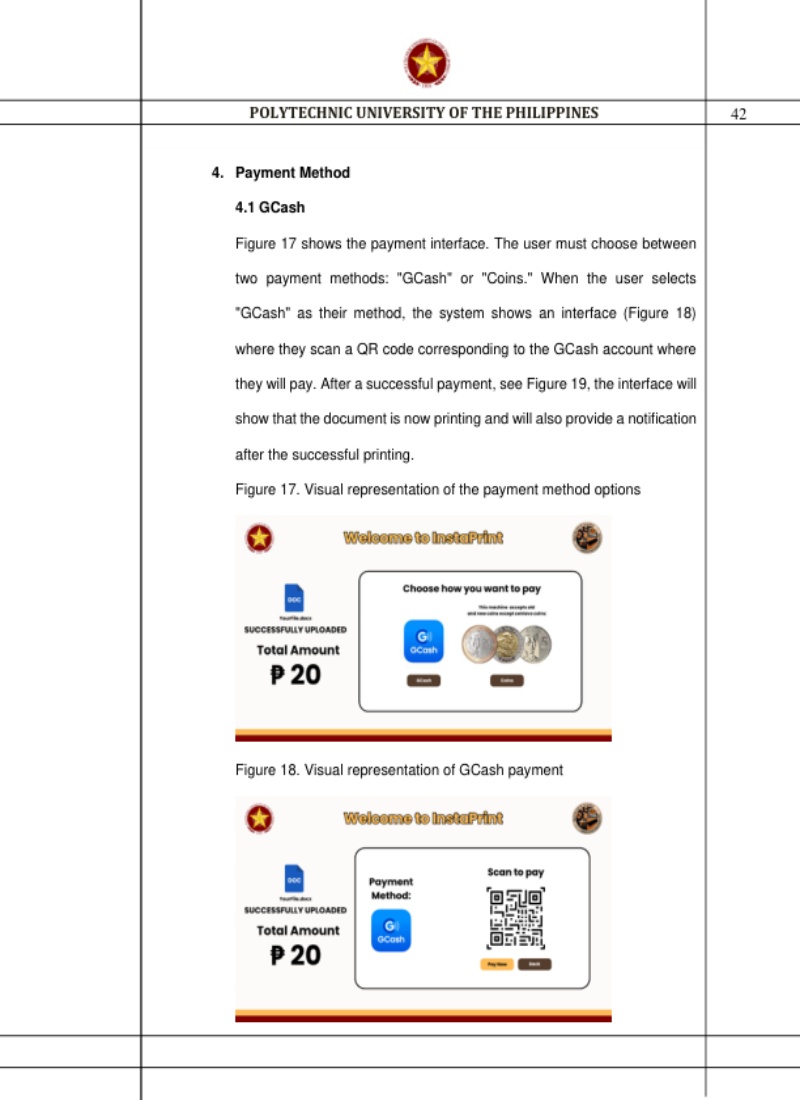 POLYTECHNIC UNIVERSITY OF THE PHILIPPINES
42
4. Payment Method
4.1 GCash
Figure 17 shows the payment interface. The user must choose between
two payment methods: "GCash" or "Coins." When the user selects
"GCash" as their method, the system shows an interface (Figure 18)
where they scan a QR code corresponding to the GCash account where
they will pay. After a successful payment, see Figure 19, the interface will
show that the document is now printing and will also provide a notification
after the successful printing.
Figure 17. Visual representation of the payment method options
Welcome to InstaPrint
Choose how you want to pay
This machine accepts old
and new coins except centavo coins
DOC
Yourfile.docx
SUCCESSFULLY UPLOADED
Total Amount
₱ 20
GCash
GCash
Coins
Figure 18. Visual representation of GCash payment
Welcome to InstaPrint
DOC
Yourfile.docx
SUCCESSFULLY UPLOADED
Total Amount
₱ 20
Payment
Method:
GCash
Scan to pay
Pay Now
Back